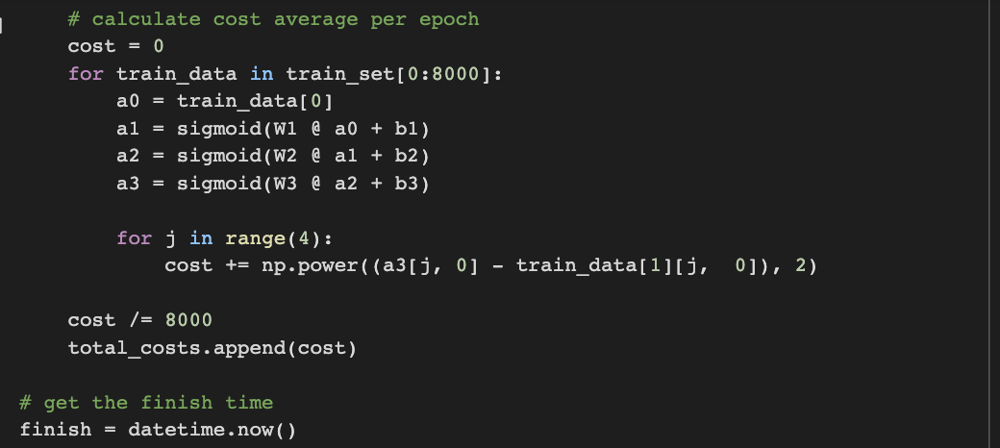 # calculate cost average per epoch
cost = 0
for train_data in train_set[0:8000]:
a0 = train_data[0]
a1 = sigmoid(W1 @ a0 + b1)
a2 = sigmoid(W2 @ a1 + b2)
a3 = sigmoid(W3 @ a2 + b3)
for j in range(4):
cost += np.power((a3[j, 0] - train_data[1][j,  0]), 2)
cost /= 8000
total_costs.append(cost)
# get the finish time
finish = datetime.now()